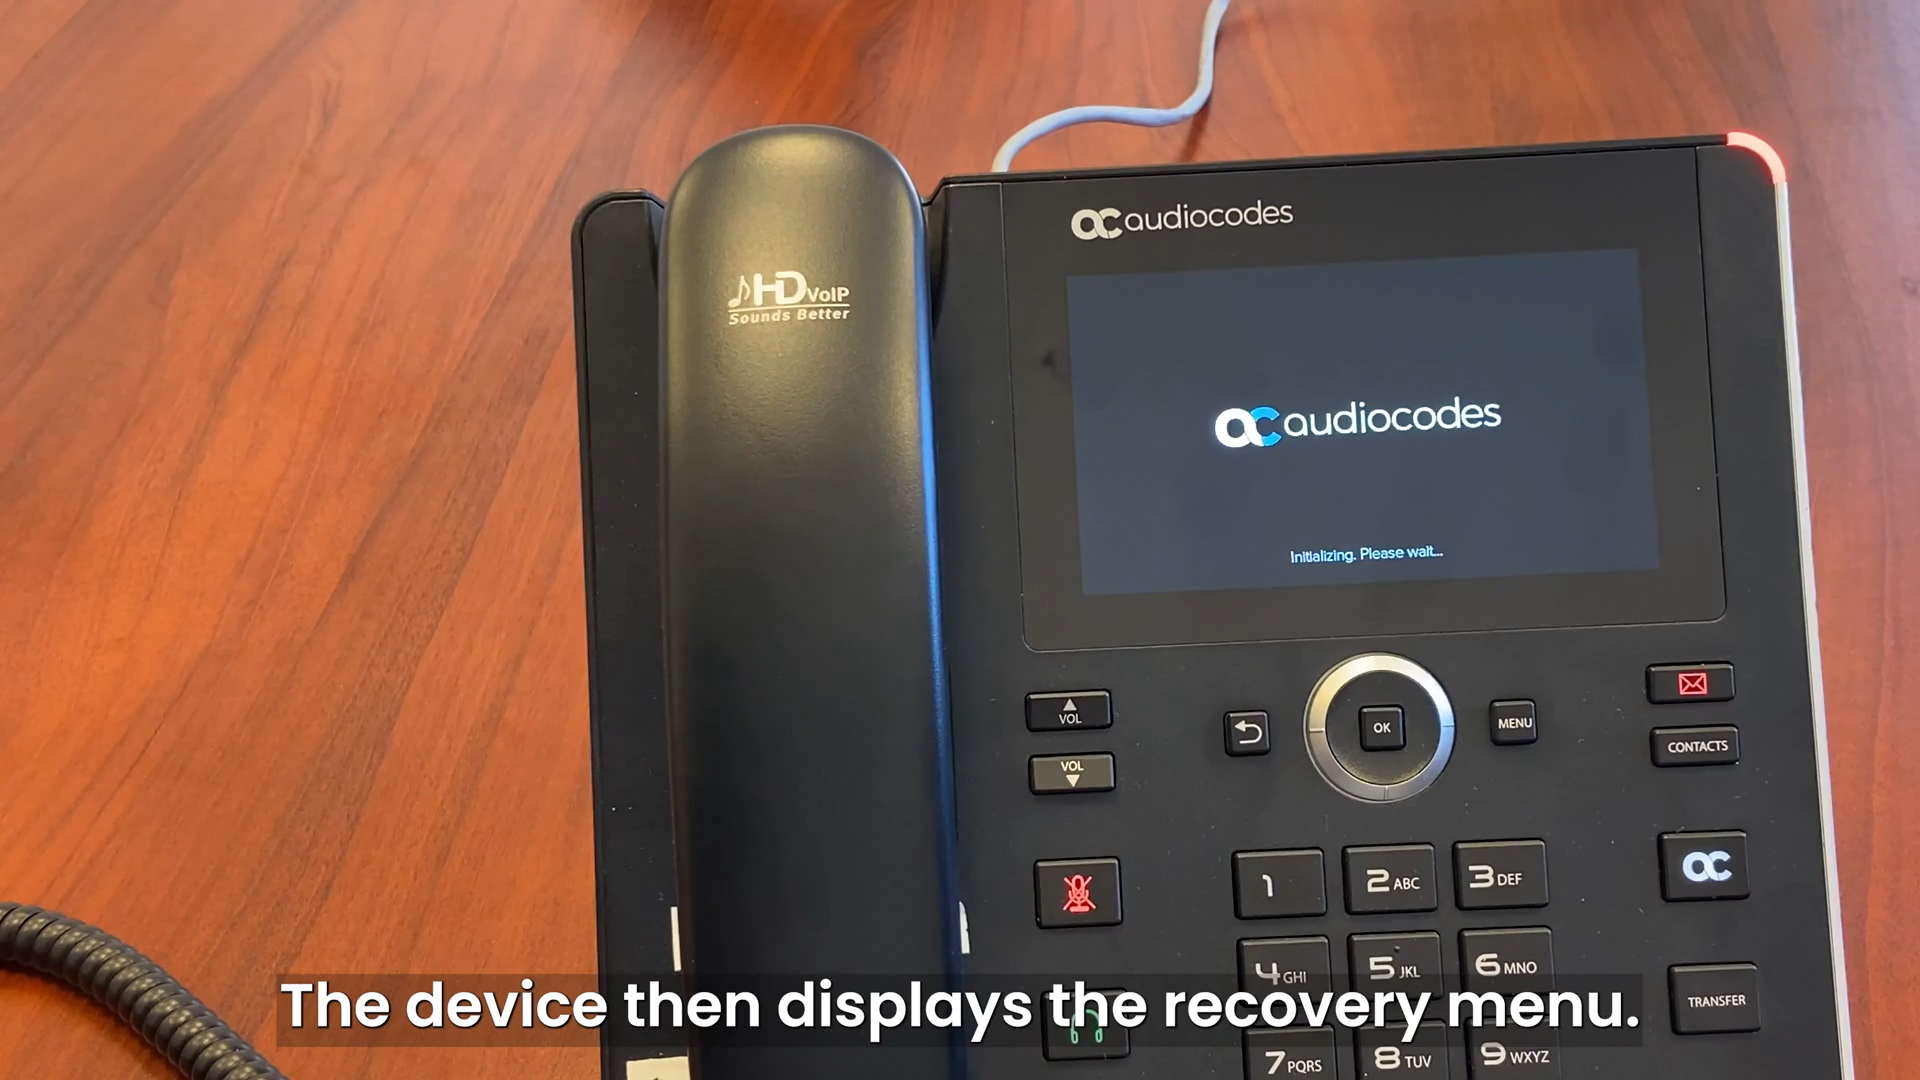 audiocodes
HD VoIP
Sounds Better
audiocodes
Initializing. Please wait...
VOL
VOL
OK
MENU
CONTACTS
1
2 ABC
3 DEF
4 GHI
5 JKL
6 MNO
TRANSFER
7 PQRS
8 TUV
9 WXYZ
The device then displays the recovery menu.